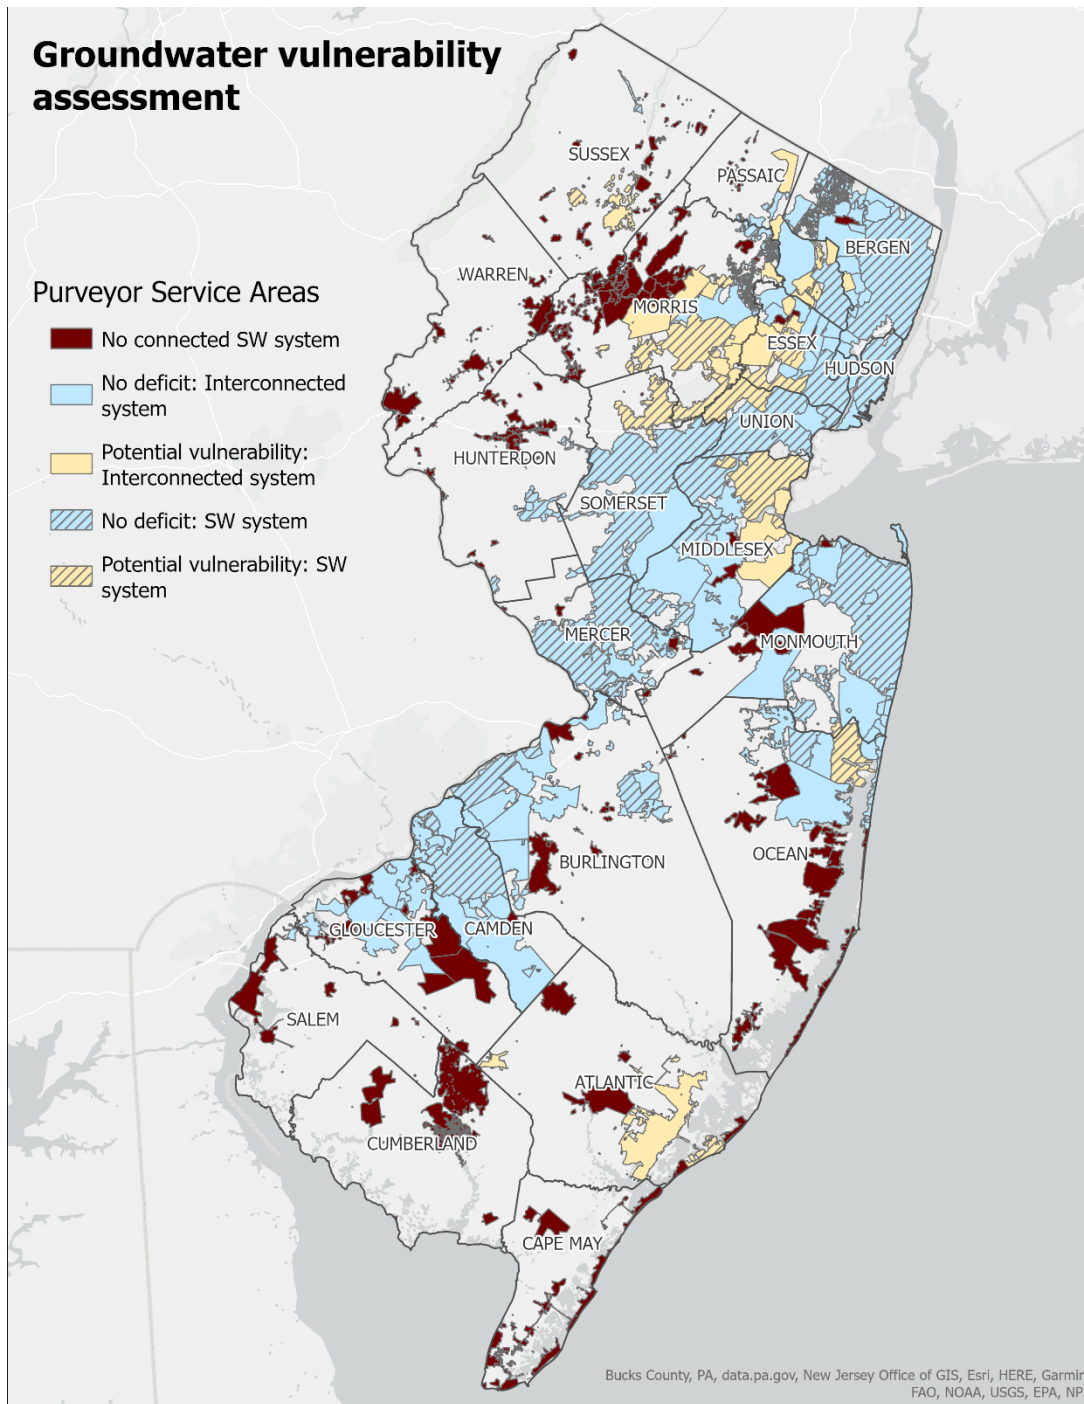 Groundwater vulnerability
assessment
SUSSEX
PASSAIC
BERGEN
WARREN
Purveyor Service Areas
MORRIS
No connected SW system
ESSEX
HUDSON
No deficit: Interconnected
system
UNION
Potential vulnerability:
Interconnected system
HUNTERDON
SOMERSET
No deficit: SW system
MIDDLESEX
Potential vulnerability: SW
system
MERCER
MONMOUTH
OCEAN
BURLINGTON
GLOUCESTER
CAMDEN
SALEM
ATLANTIC
CUMBERLAND
CAPE MAY
Bucks County, PA, data.pa.gov, New Jersey Office of GIS, Esri, HERE, Garmin
FAO, NOAA, USGS, EPA, NP